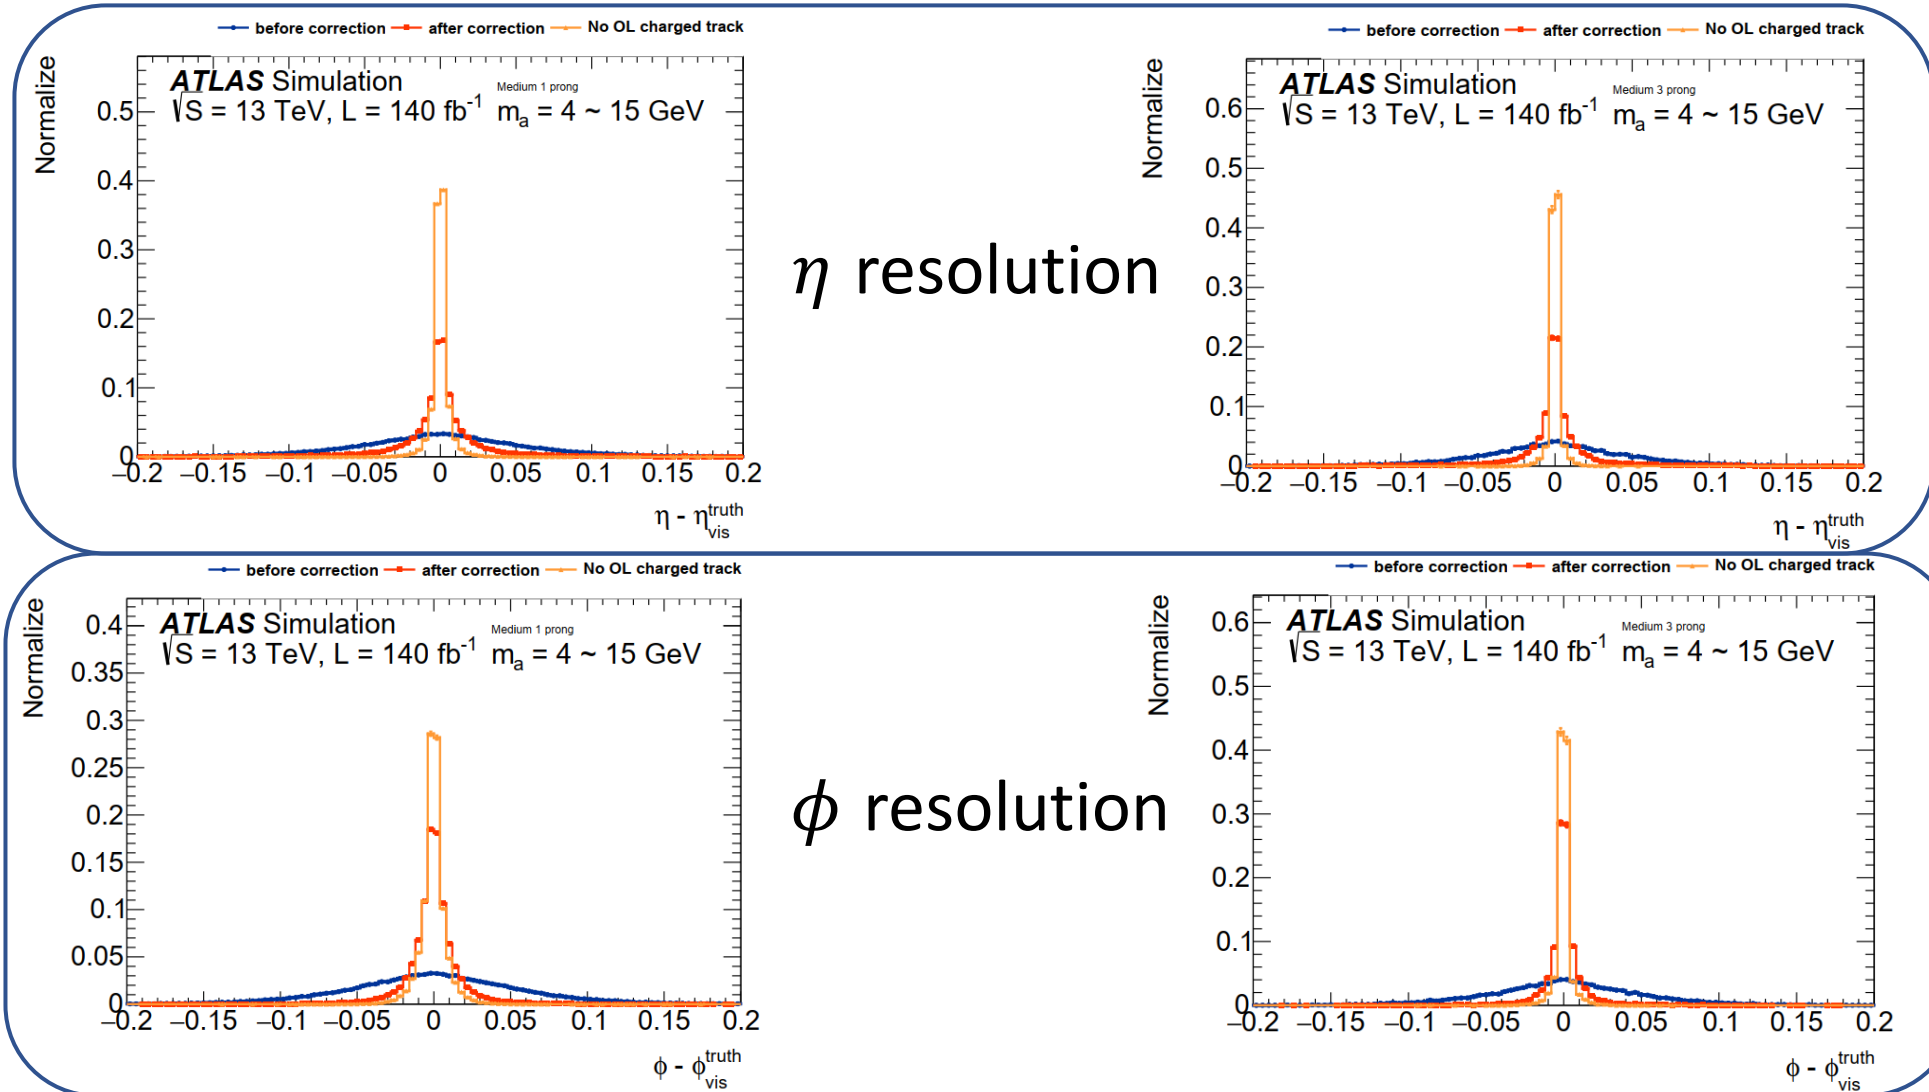 before correction after correction No OL charged track
Normalize
ATLAS Simulation Medium 1 prong
√S = 13 TeV, L = 140 fb⁻¹ mₐ = 4 ~ 15 GeV
0.5
0.4
0.3
0.2
0.1
0
−0.2 −0.15 −0.1 −0.05 0 0.05 0.1 0.15 0.2
η - η^truth_vis
η resolution
before correction after correction No OL charged track
Normalize
ATLAS Simulation Medium 3 prong
√S = 13 TeV, L = 140 fb⁻¹ mₐ = 4 ~ 15 GeV
0.6
0.5
0.4
0.3
0.2
0.1
0
−0.2 −0.15 −0.1 −0.05 0 0.05 0.1 0.15 0.2
η - η^truth_vis
before correction after correction No OL charged track
Normalize
ATLAS Simulation Medium 1 prong
√S = 13 TeV, L = 140 fb⁻¹ mₐ = 4 ~ 15 GeV
0.4
0.35
0.3
0.25
0.2
0.15
0.1
0.05
0
−0.2 −0.15 −0.1 −0.05 0 0.05 0.1 0.15 0.2
ϕ - ϕ^truth_vis
ϕ resolution
before correction after correction No OL charged track
Normalize
ATLAS Simulation Medium 3 prong
√S = 13 TeV, L = 140 fb⁻¹ mₐ = 4 ~ 15 GeV
0.6
0.5
0.4
0.3
0.2
0.1
0
−0.2 −0.15 −0.1 −0.05 0 0.05 0.1 0.15 0.2
ϕ - ϕ^truth_vis